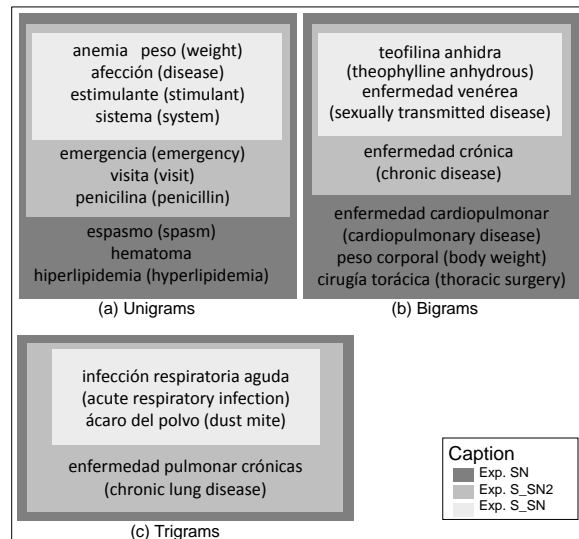 anemia peso (weight)
afección (disease)
estimulante (stimulant)
sistema (system)
emergencia (emergency)
visita (visit)
penicilina (penicillin)
espasmo (spasm)
hematoma
hiperlipidemia (hyperlipidemia)
(a) Unigrams
teofilina anhidra
(theophylline anhydrous)
enfermedad venérea
(sexually transmitted disease)
enfermedad crónica
(chronic disease)
enfermedad cardiopulmonar
(cardiopulmonary disease)
peso corporal (body weight)
cirugía torácica (thoracic surgery)
(b) Bigrams
infección respiratoria aguda
(acute respiratory infection)
ácaro del polvo (dust mite)
enfermedad pulmonar crónicas
(chronic lung disease)
(c) Trigrams
Caption
Exp. SN
Exp. S_SN2
Exp. S_SN